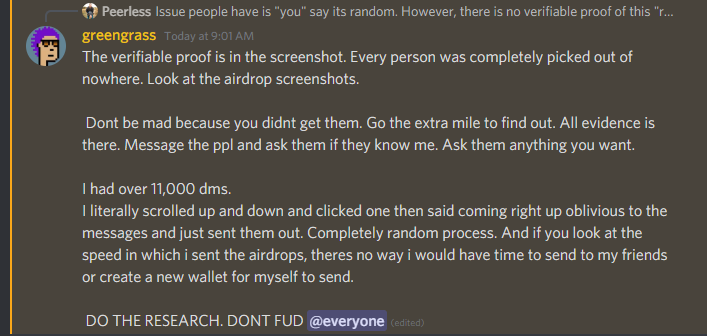 Peerless Issue people have is "you" say its random. However, there is no verifiable proof of this "r...
greengrass Today at 9:01 AM
The verifiable proof is in the screenshot. Every person was completely picked out of
nowhere. Look at the airdrop screenshots.
Dont be mad because you didnt get them. Go the extra mile to find out. All evidence is
there. Message the ppl and ask them if they know me. Ask them anything you want.
I had over 11,000 dms.
I literally scrolled up and down and clicked one then said coming right up oblivious to the
messages and just sent them out. Completely random process. And if you look at the
speed in which i sent the airdrops, theres no way i would have time to send to my friends
or create a new wallet for myself to send.
DO THE RESEARCH. DONT FUD @everyone (edited)